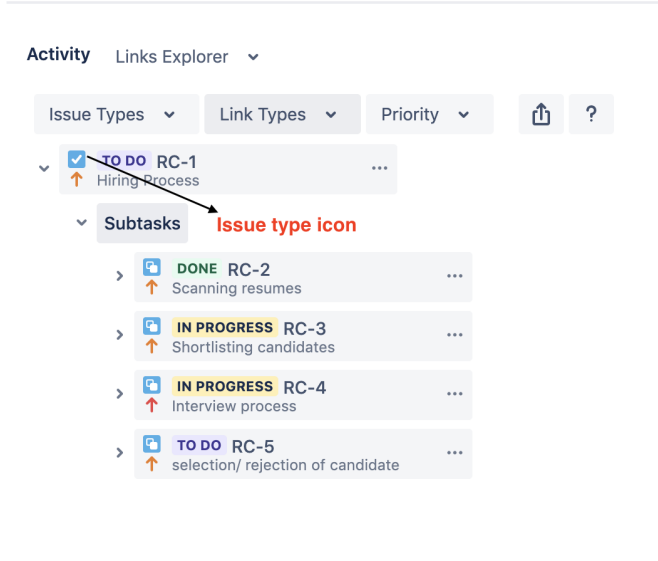 Activity Links Explorer
Issue Types Link Types Priority ?
TO DO RC-1
Hiring Process
Subtasks Issue type icon
DONE RC-2
Scanning resumes
IN PROGRESS RC-3
Shortlisting candidates
IN PROGRESS RC-4
Interview process
TO DO RC-5
selection/ rejection of candidate